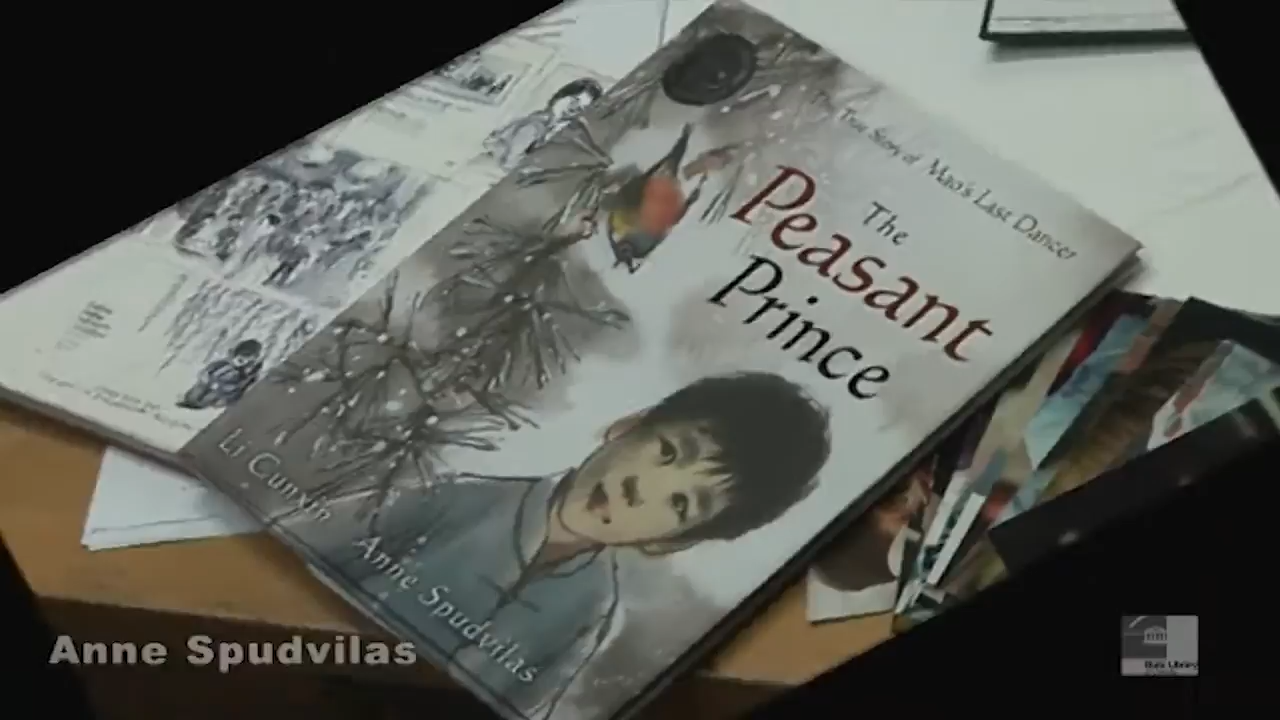 The True Story of Mao's Last Dancer
The
Peasant
Prince
Li Cunxin
Anne Spudvilas
Anne Spudvilas